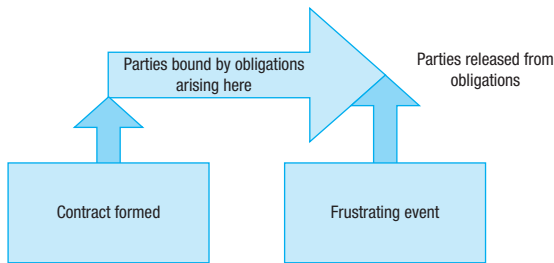 Parties bound by obligations
arising here
Parties released from
obligations
Contract formed
Frustrating event